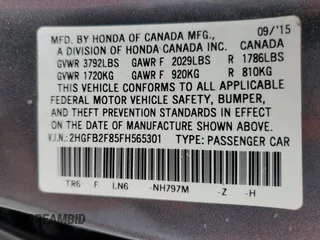 MFD. BY HONDA OF CANADA MFG., 09/'15
A DIVISION OF HONDA CANADA INC. CANADA
GVWR 3792LBS GAWR F 2029LBS R 1786LBS
GVWR 1720KG GAWR F 920KG R 810KG
THIS VEHICLE CONFORMS TO ALL APPLICABLE
FEDERAL MOTOR VEHICLE SAFETY, BUMPER,
AND THEFT PREVENTION STANDARDS IN EFFECT
ON THE DATE OF MANUFACTURE SHOWN ABOVE.
V.I.N.: 2HGFB2F85FH565301 TYPE: PASSENGER CAR
TR6 F LN6 -NH797M -Z -H
REAMBID